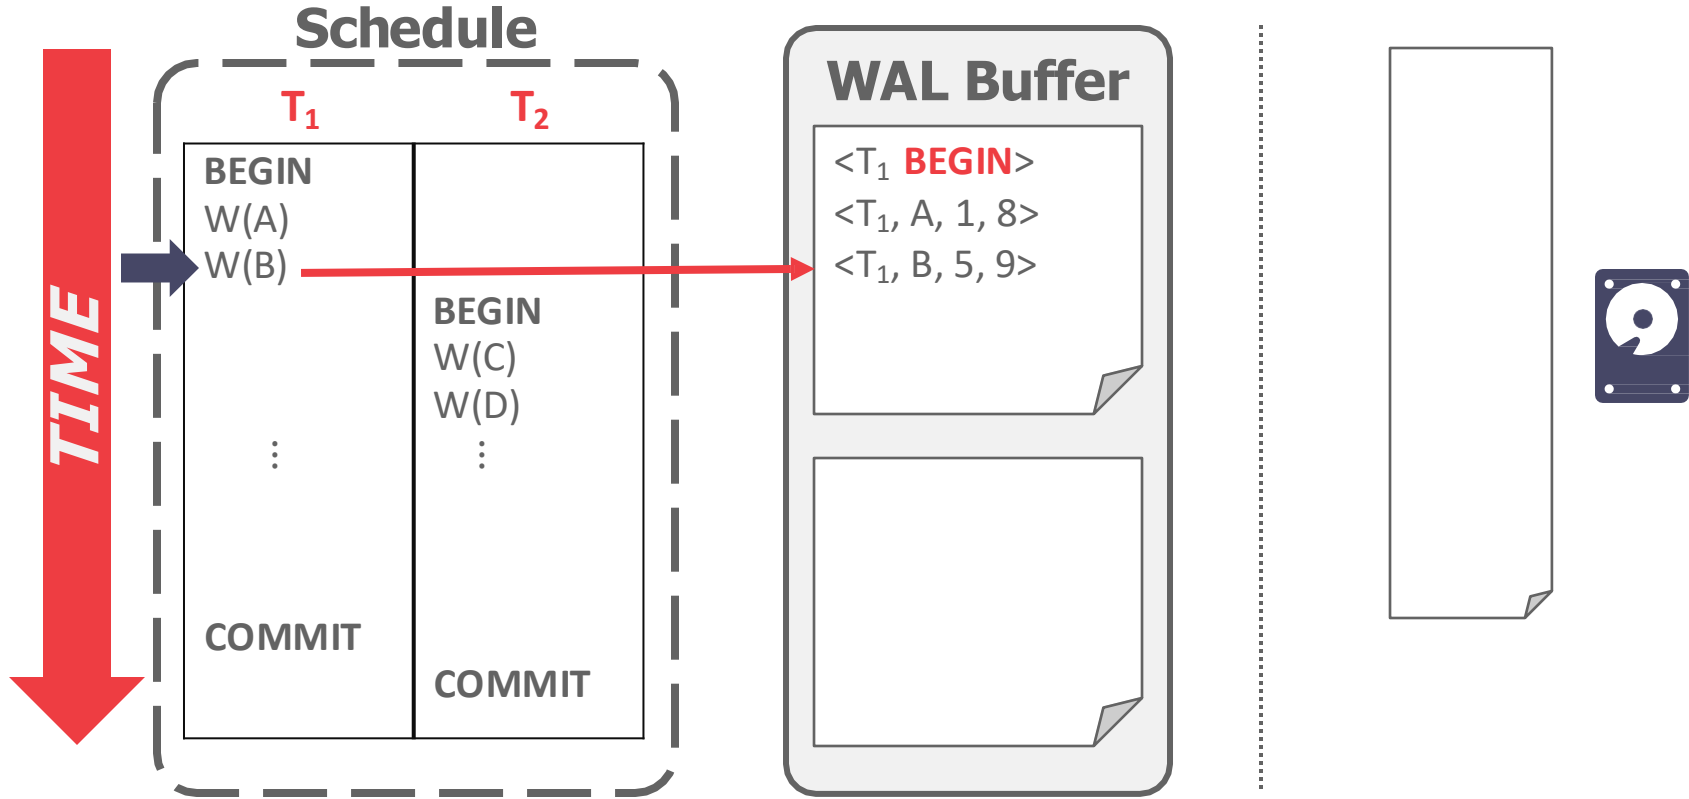 Schedule
TIME
T₁ T₂
BEGIN
W(A)
W(B)
⋮
COMMIT
BEGIN
W(C)
W(D)
⋮
COMMIT
WAL Buffer
<T₁ BEGIN>
<T₁, A, 1, 8>
<T₁, B, 5, 9>